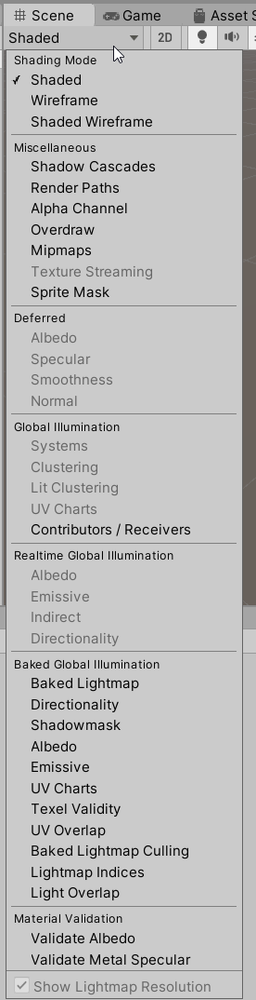 Scene Game Asset S
Shaded 2D
Shading Mode
Shaded
Wireframe
Shaded Wireframe
Miscellaneous
Shadow Cascades
Render Paths
Alpha Channel
Overdraw
Mipmaps
Texture Streaming
Sprite Mask
Deferred
Albedo
Specular
Smoothness
Normal
Global Illumination
Systems
Clustering
Lit Clustering
UV Charts
Contributors / Receivers
Realtime Global Illumination
Albedo
Emissive
Indirect
Directionality
Baked Global Illumination
Baked Lightmap
Directionality
Shadowmask
Albedo
Emissive
UV Charts
Texel Validity
UV Overlap
Baked Lightmap Culling
Lightmap Indices
Light Overlap
Material Validation
Validate Albedo
Validate Metal Specular
Show Lightmap Resolution